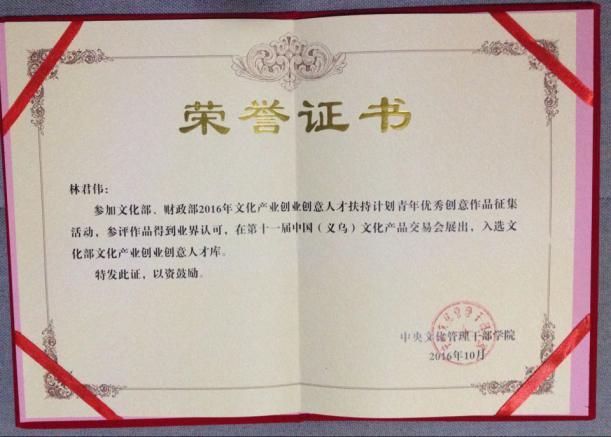 荣誉证书
林君伟：
参加文化部、财政部2016年文化产业创业创意人才扶持计划青年优秀创意作品征集
活动，参评作品得到业界认可，在第十一届中国（义乌）文化产品交易会展出，入选文
化部文化产业创业创意人才库。
特发此证，以资鼓励。
中央文化管理干部学院
2016年10月